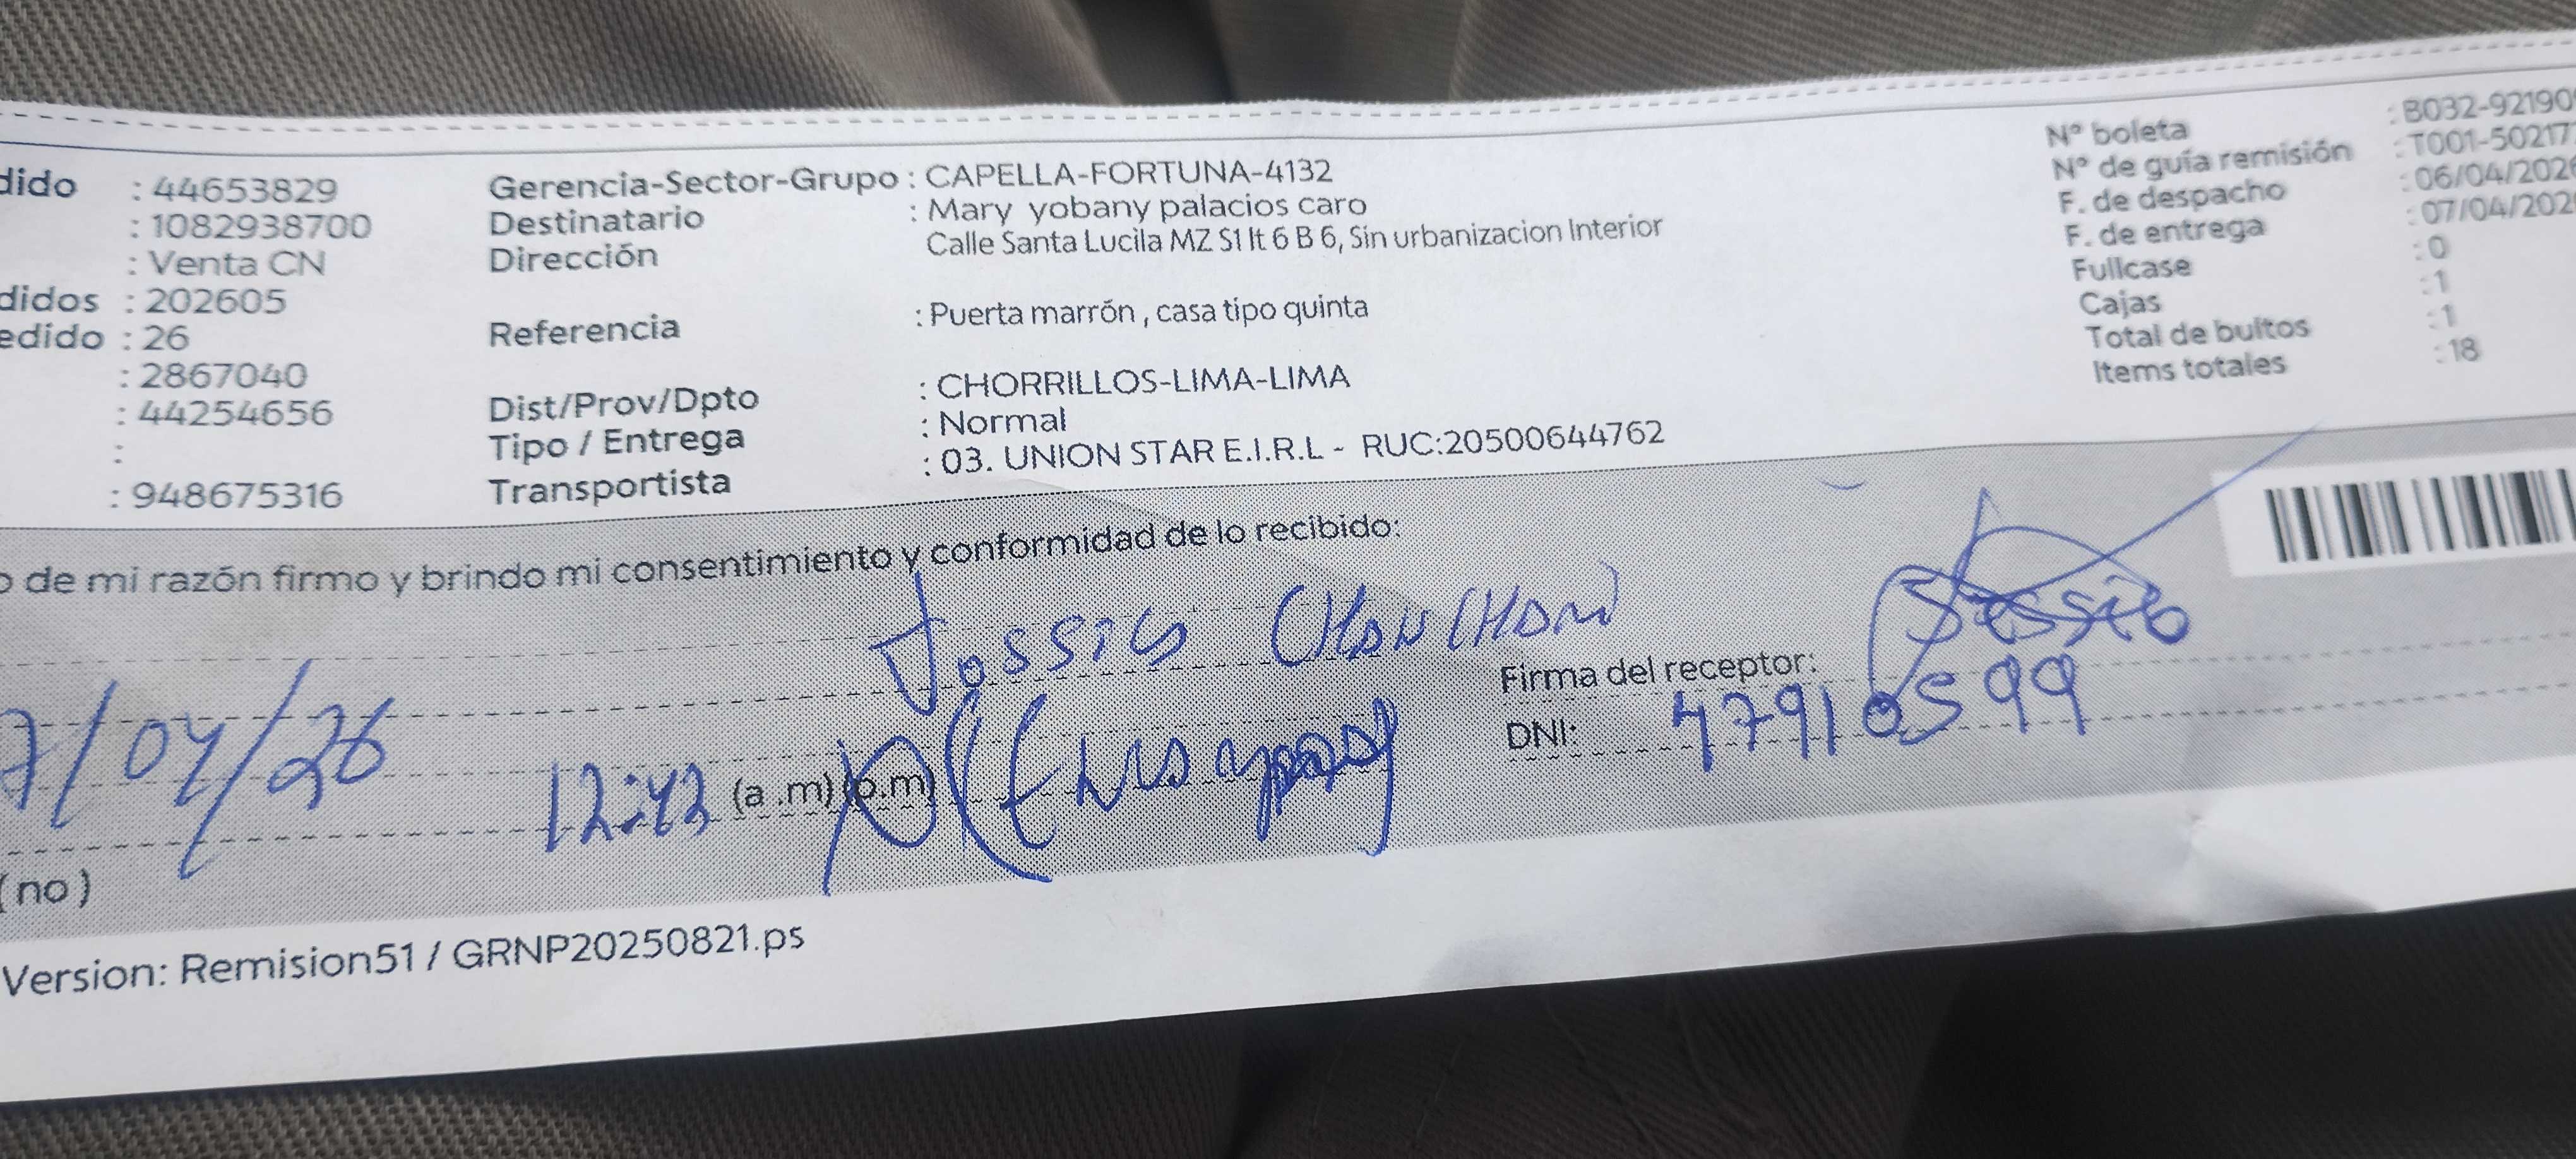 dido : 44653829
: 1082938700
: Venta CN
didos : 202605
edido : 26
: 2867040
: 44254656
:
: 948675316
Gerencia-Sector-Grupo : CAPELLA-FORTUNA-4132
Destinatario : Mary yobany palacios caro
Dirección Calle Santa Lucila MZ S1 lt 6 B 6, Sin urbanizacion Interior
Referencia : Puerta marrón , casa tipo quinta
Dist/Prov/Dpto : CHORRILLOS-LIMA-LIMA
Tipo / Entrega : Normal
Transportista : 03. UNION STAR E.I.R.L - RUC:20500644762
N° boleta : B032-92190
N° de guía remisión : T001-50217
F. de despacho : 06/04/202
F. de entrega : 07/04/202
Fullcase : 0
Cajas : 1
Total de bultos : 1
Items totales : 18
o de mi razón firmo y brindo mi consentimiento y conformidad de lo recibido:
Firma del receptor:
7/04/26
12:43 (a .m) (p.m)
DNI: 47910599
(no)
Version: Remision51 / GRNP20250821.ps